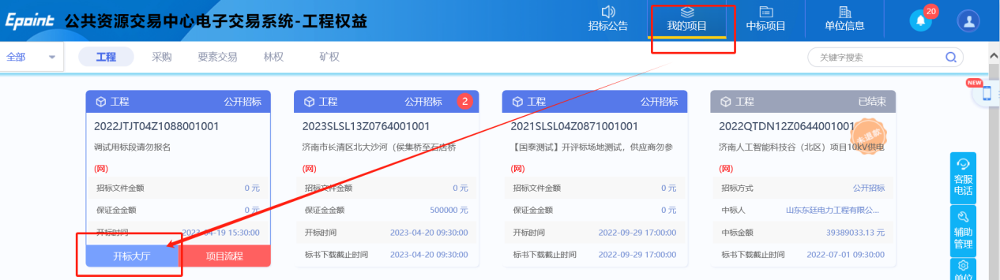 Epoint 公共资源交易中心电子交易系统-工程权益
招标公告
我的项目
中标项目
单位信息
20
全部
工程
采购
要素交易
林权
矿权
关键字搜索
NEW
工程 公开招标
2022JTJT04Z1088001001
调试用标段请勿报名
(网)
招标文件金额 0 元
保证金金额 0 元
开标时间 2023-04-19 15:30:00
开标大厅 项目流程
工程 公开招标 2
2023SLSL13Z0764001001
济南市长清区北大沙河（侯集桥至石店桥
(网)
招标文件金额 0 元
保证金金额 500000 元
开标时间 2023-04-20 09:30:00
标书下载截止时间 2023-04-20 09:30:00
工程 公开招标
2021SLSL04Z0871001001
【国泰测试】开评标场地测试，供应商勿参
(网)
招标文件金额 0 元
保证金金额 0 元
开标时间 2022-09-29 17:00:00
标书下载截止时间 2022-09-29 17:00:00
工程 已结束
2022QTDN12Z0644001001
未退款
济南人工智能科技谷（北区）项目10kV供电
(网)
招标方式 公开招标
中标人 山东东廷电力工程有限公...
中标金额 39389033.13 元
标书下载截止时间 2022-07-01 09:30:00
客服
电话
辅助
管理
单位